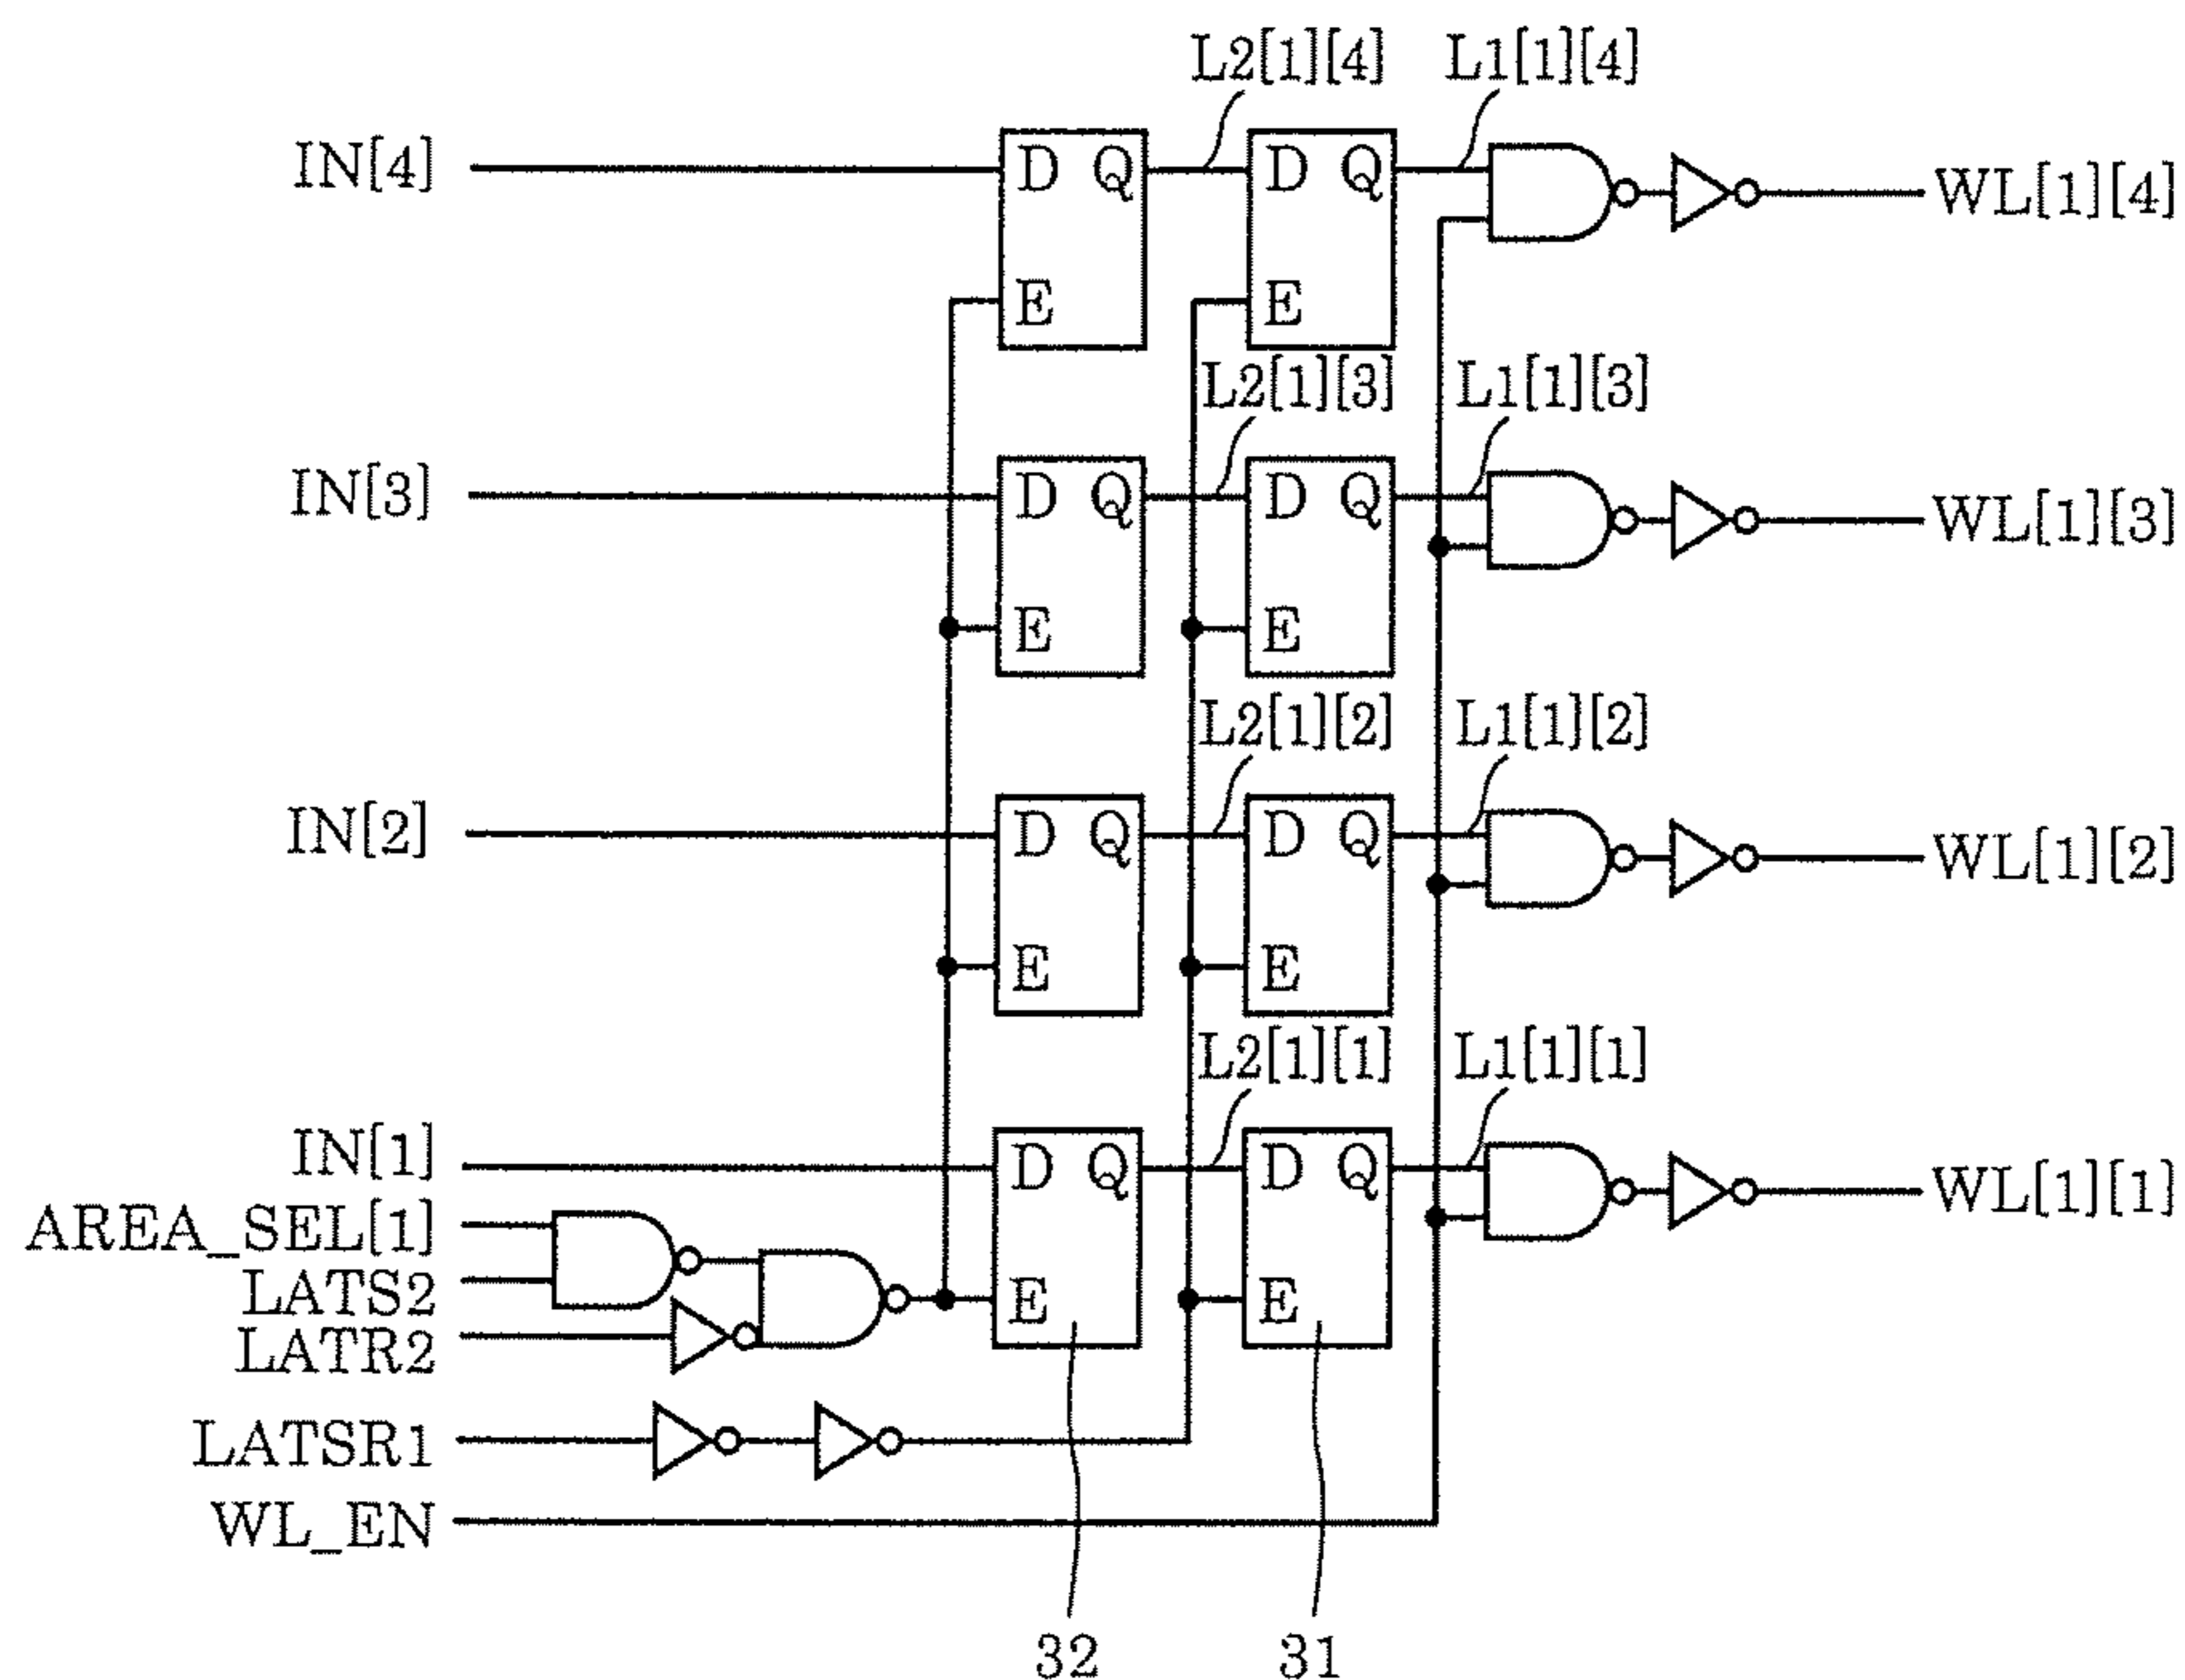 L2[1][4] L1[1][4]
IN[4] D Q D Q WL[1][4]
E E
L2[1][3] L1[1][3]
IN[3] D Q D Q WL[1][3]
E E
L2[1][2] L1[1][2]
IN[2] D Q D Q WL[1][2]
E E
L2[1][1] L1[1][1]
IN[1] D Q D Q WL[1][1]
AREA_SEL[1]
LATS2 E E
LATR2
LATSR1
WL_EN
32 31